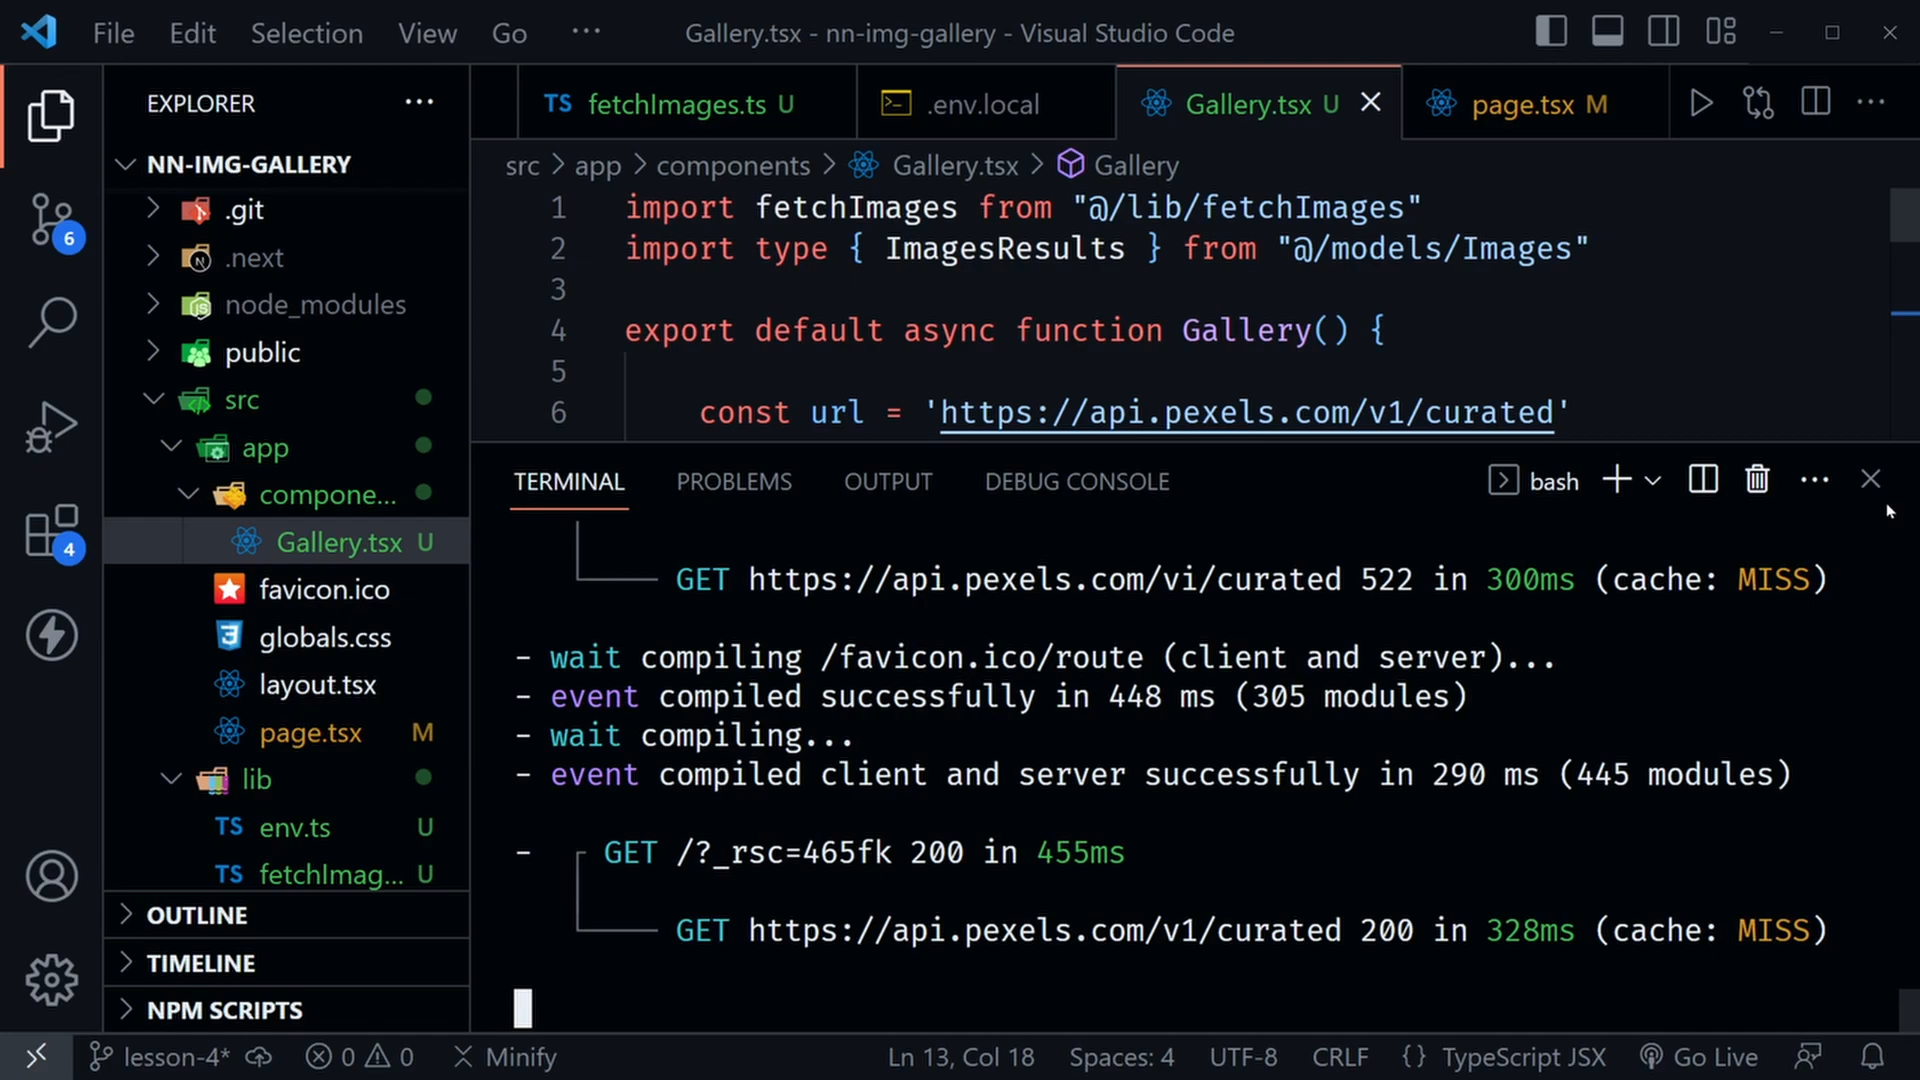 File Edit Selection View Go ··· Gallery.tsx - nn-img-gallery - Visual Studio Code
EXPLORER ···
NN-IMG-GALLERY
.git
.next
node_modules
public
src
app
compone...
Gallery.tsx U
favicon.ico
globals.css
layout.tsx
page.tsx M
lib
TS env.ts U
TS fetchImag... U
OUTLINE
TIMELINE
NPM SCRIPTS
6
4
TS fetchImages.ts U .env.local Gallery.tsx U page.tsx M ···
src > app > components > Gallery.tsx > Gallery
1 import fetchImages from "@/lib/fetchImages"
2 import type { ImagesResults } from "@/models/Images"
3
4 export default async function Gallery() {
5
6 const url = 'https://api.pexels.com/v1/curated'
TERMINAL PROBLEMS OUTPUT DEBUG CONSOLE bash ···
GET https://api.pexels.com/vi/curated 522 in 300ms (cache: MISS)
- wait compiling /favicon.ico/route (client and server)...
- event compiled successfully in 448 ms (305 modules)
- wait compiling...
- event compiled client and server successfully in 290 ms (445 modules)
- GET /?_rsc=465fk 200 in 455ms
GET https://api.pexels.com/v1/curated 200 in 328ms (cache: MISS)
lesson-4* 0 0 Minify Ln 13, Col 18 Spaces: 4 UTF-8 CRLF {} TypeScript JSX Go Live